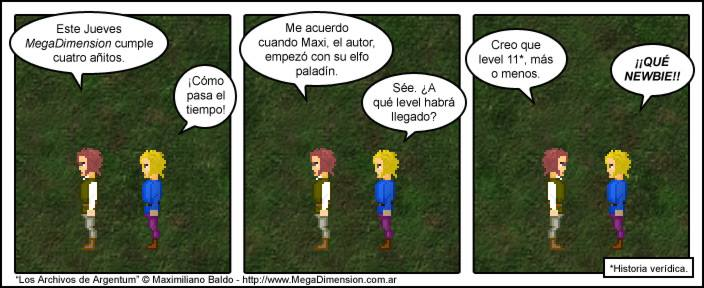 Este Jueves
MegaDimension cumple
cuatro añitos.
¡Cómo
pasa el
tiempo!
Me acuerdo
cuando Maxi, el autor,
empezó con su elfo
paladín.
Sée. ¿A
qué level habrá
llegado?
Creo que
level 11*, más
o menos.
¡¡QUÉ
NEWBIE!!
*Historia verídica.
"Los Archivos de Argentum" © Maximiliano Baldo - http://www.MegaDimension.com.ar